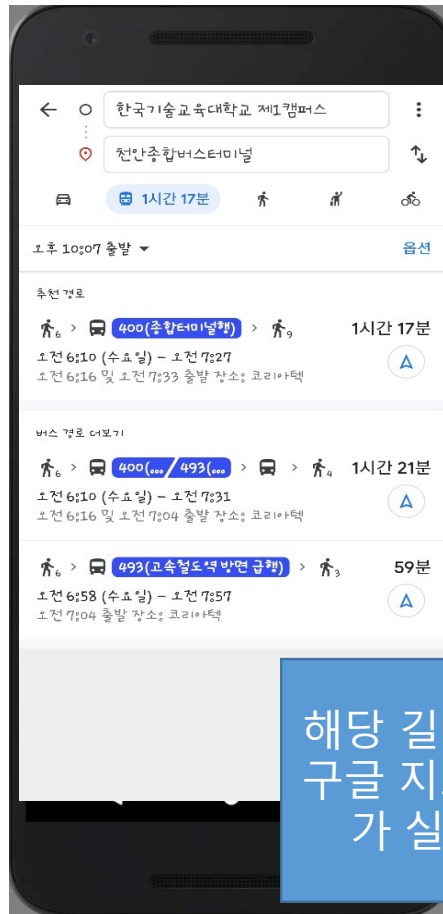 한국기술교육대학교 제1캠퍼스
천안종합버스터미널
1시간 17분
오후 10:07 출발
옵션
추천 경로
6 > 400(종합터미널행) > 9 1시간 17분
오전 6:10 (수요일) – 오전 7:27
오전 6:16 및 오전 7:33 출발 장소: 코리아텍
버스 경로 더보기
6 > 400(... 493(... > > 4 1시간 21분
오전 6:10 (수요일) – 오전 7:31
오전 6:16 및 오전 7:04 출발 장소: 코리아텍
6 > 493(고속철도역 방면 급행) > 3 59분
오전 6:58 (수요일) – 오전 7:57
오전 7:04 출발 장소: 코리아텍
해당 길
구글 지
가 실